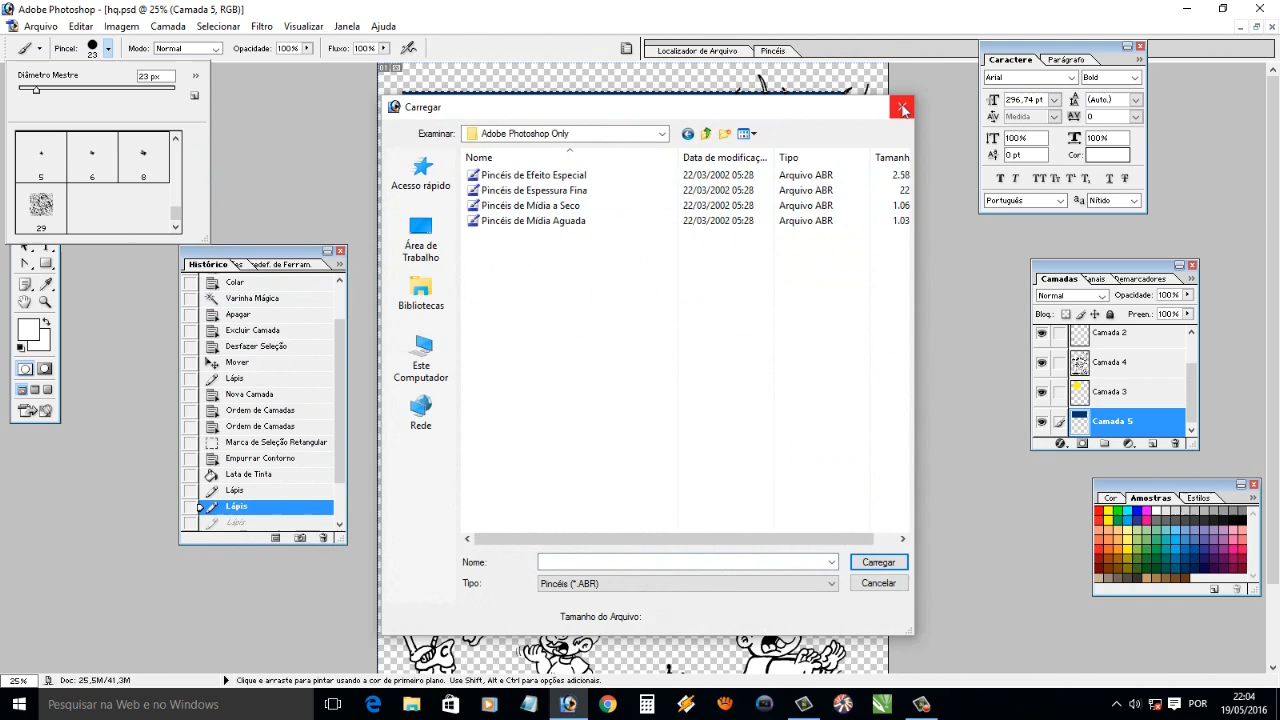 Adobe Photoshop - [hq.psd @ 25% (Camada 5, RGB)]
Arquivo Editar Imagem Camada Selecionar Filtro Visualizar Janela Ajuda
Pincel: 23 Modo: Normal Opacidade: 100% Fluxo: 100%
Localizador de Arquivo Pincéis
Diâmetro Mestre 23 px
5 6 8
29
Carregar
Examinar: Adobe Photoshop Only
Nome Data de modificaç... Tipo Tamanh
Pincéis de Efeito Especial 22/03/2002 05:28 Arquivo ABR 2.58
Pincéis de Espessura Fina 22/03/2002 05:28 Arquivo ABR 22
Pincéis de Mídia a Seco 22/03/2002 05:28 Arquivo ABR 1.06
Pincéis de Mídia Aguada 22/03/2002 05:28 Arquivo ABR 1.03
Acesso rápido
Área de
Trabalho
Bibliotecas
Este
Computador
Rede
Nome: Carregar
Tipo: Pincéis (*.ABR) Cancelar
Tamanho do Arquivo:
Histórico edef. de Ferram.
Colar
Varinha Mágica
Apagar
Excluir Camada
Desfazer Seleção
Mover
Lápis
Nova Camada
Ordem de Camadas
Ordem de Camadas
Marca de Seleção Retangular
Empurrar Contorno
Lata de Tinta
Lápis
Lápis
Lápis
Caractere Parágrafo
Arial Bold
296,74 pt (Auto.)
Medida 0
100% 100%
0 pt Cor:
Português Nítido
Camadas anais Demarcadores
Normal Opacidade: 100%
Bloq.: Preen.: 100%
Camada 2
Camada 4
Camada 3
Camada 5
Cor Amostras Estilos
25% Doc: 25,5M/41,3M Clique e arraste para pintar usando a cor de primeiro plano. Use Shift, Alt e Ctrl para opções adicionais.
Pesquisar na Web e no Windows
POR
22:04
19/05/2016